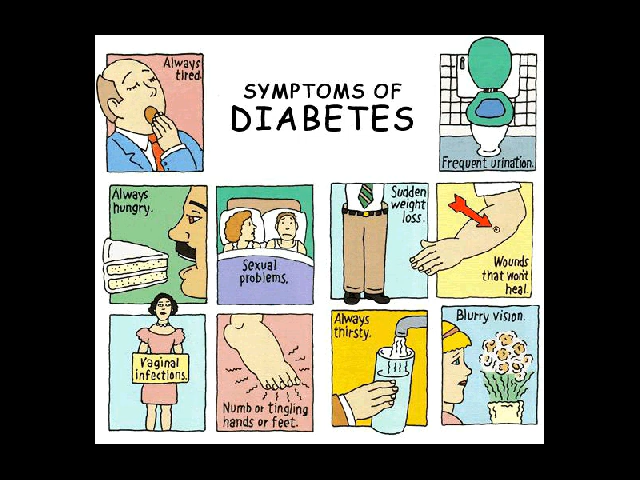 Always
tired.
SYMPTOMS OF
DIABETES
Frequent urination.
Always
hungry.
Sexual
problems.
Sudden
weight
loss.
Wounds
that won't
heal.
Vaginal
infections.
Numb or tingling
hands or feet.
Always
thirsty.
Blurry vision.